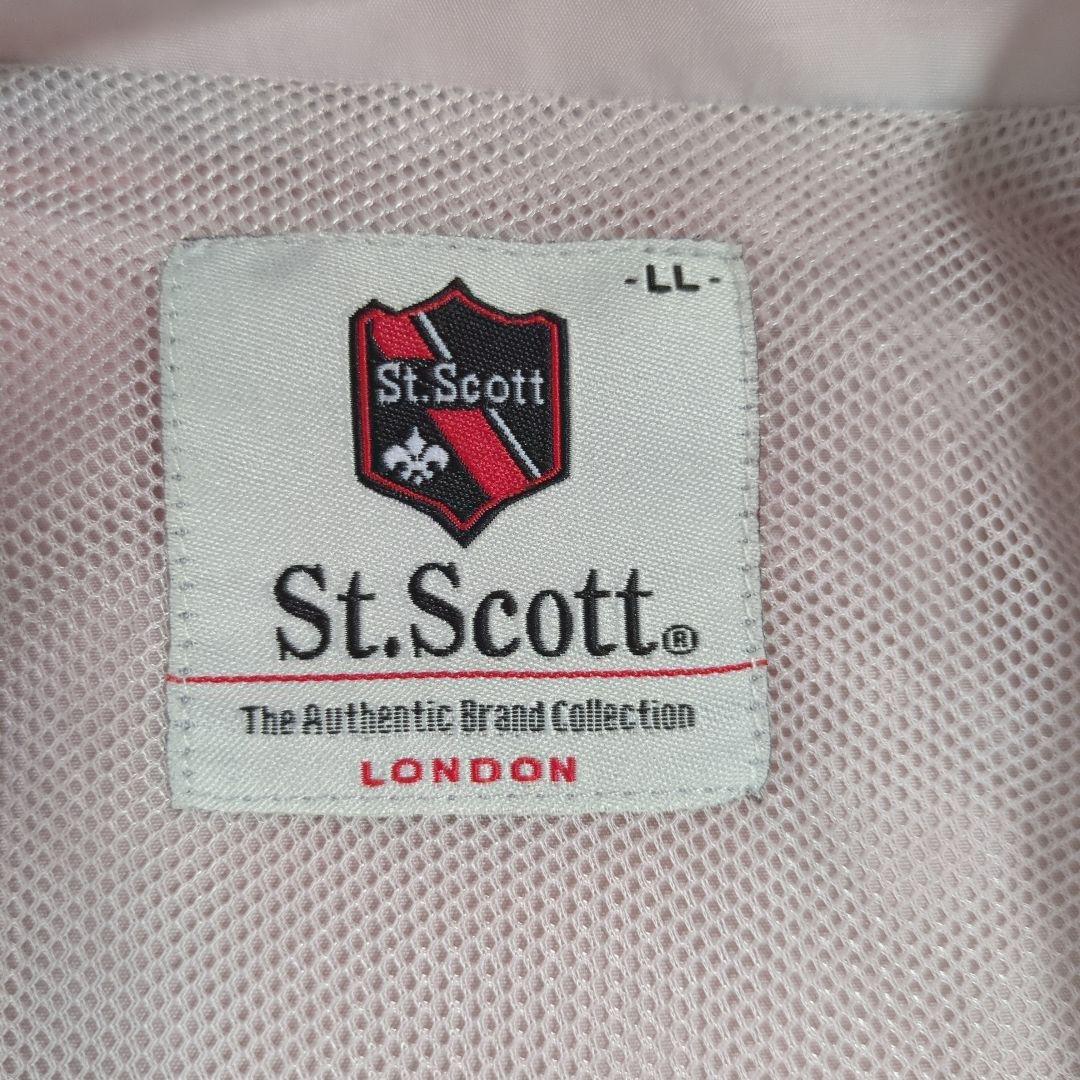 -LL-
St.Scott
St.Scott®
The Authentic Brand Collection
LONDON